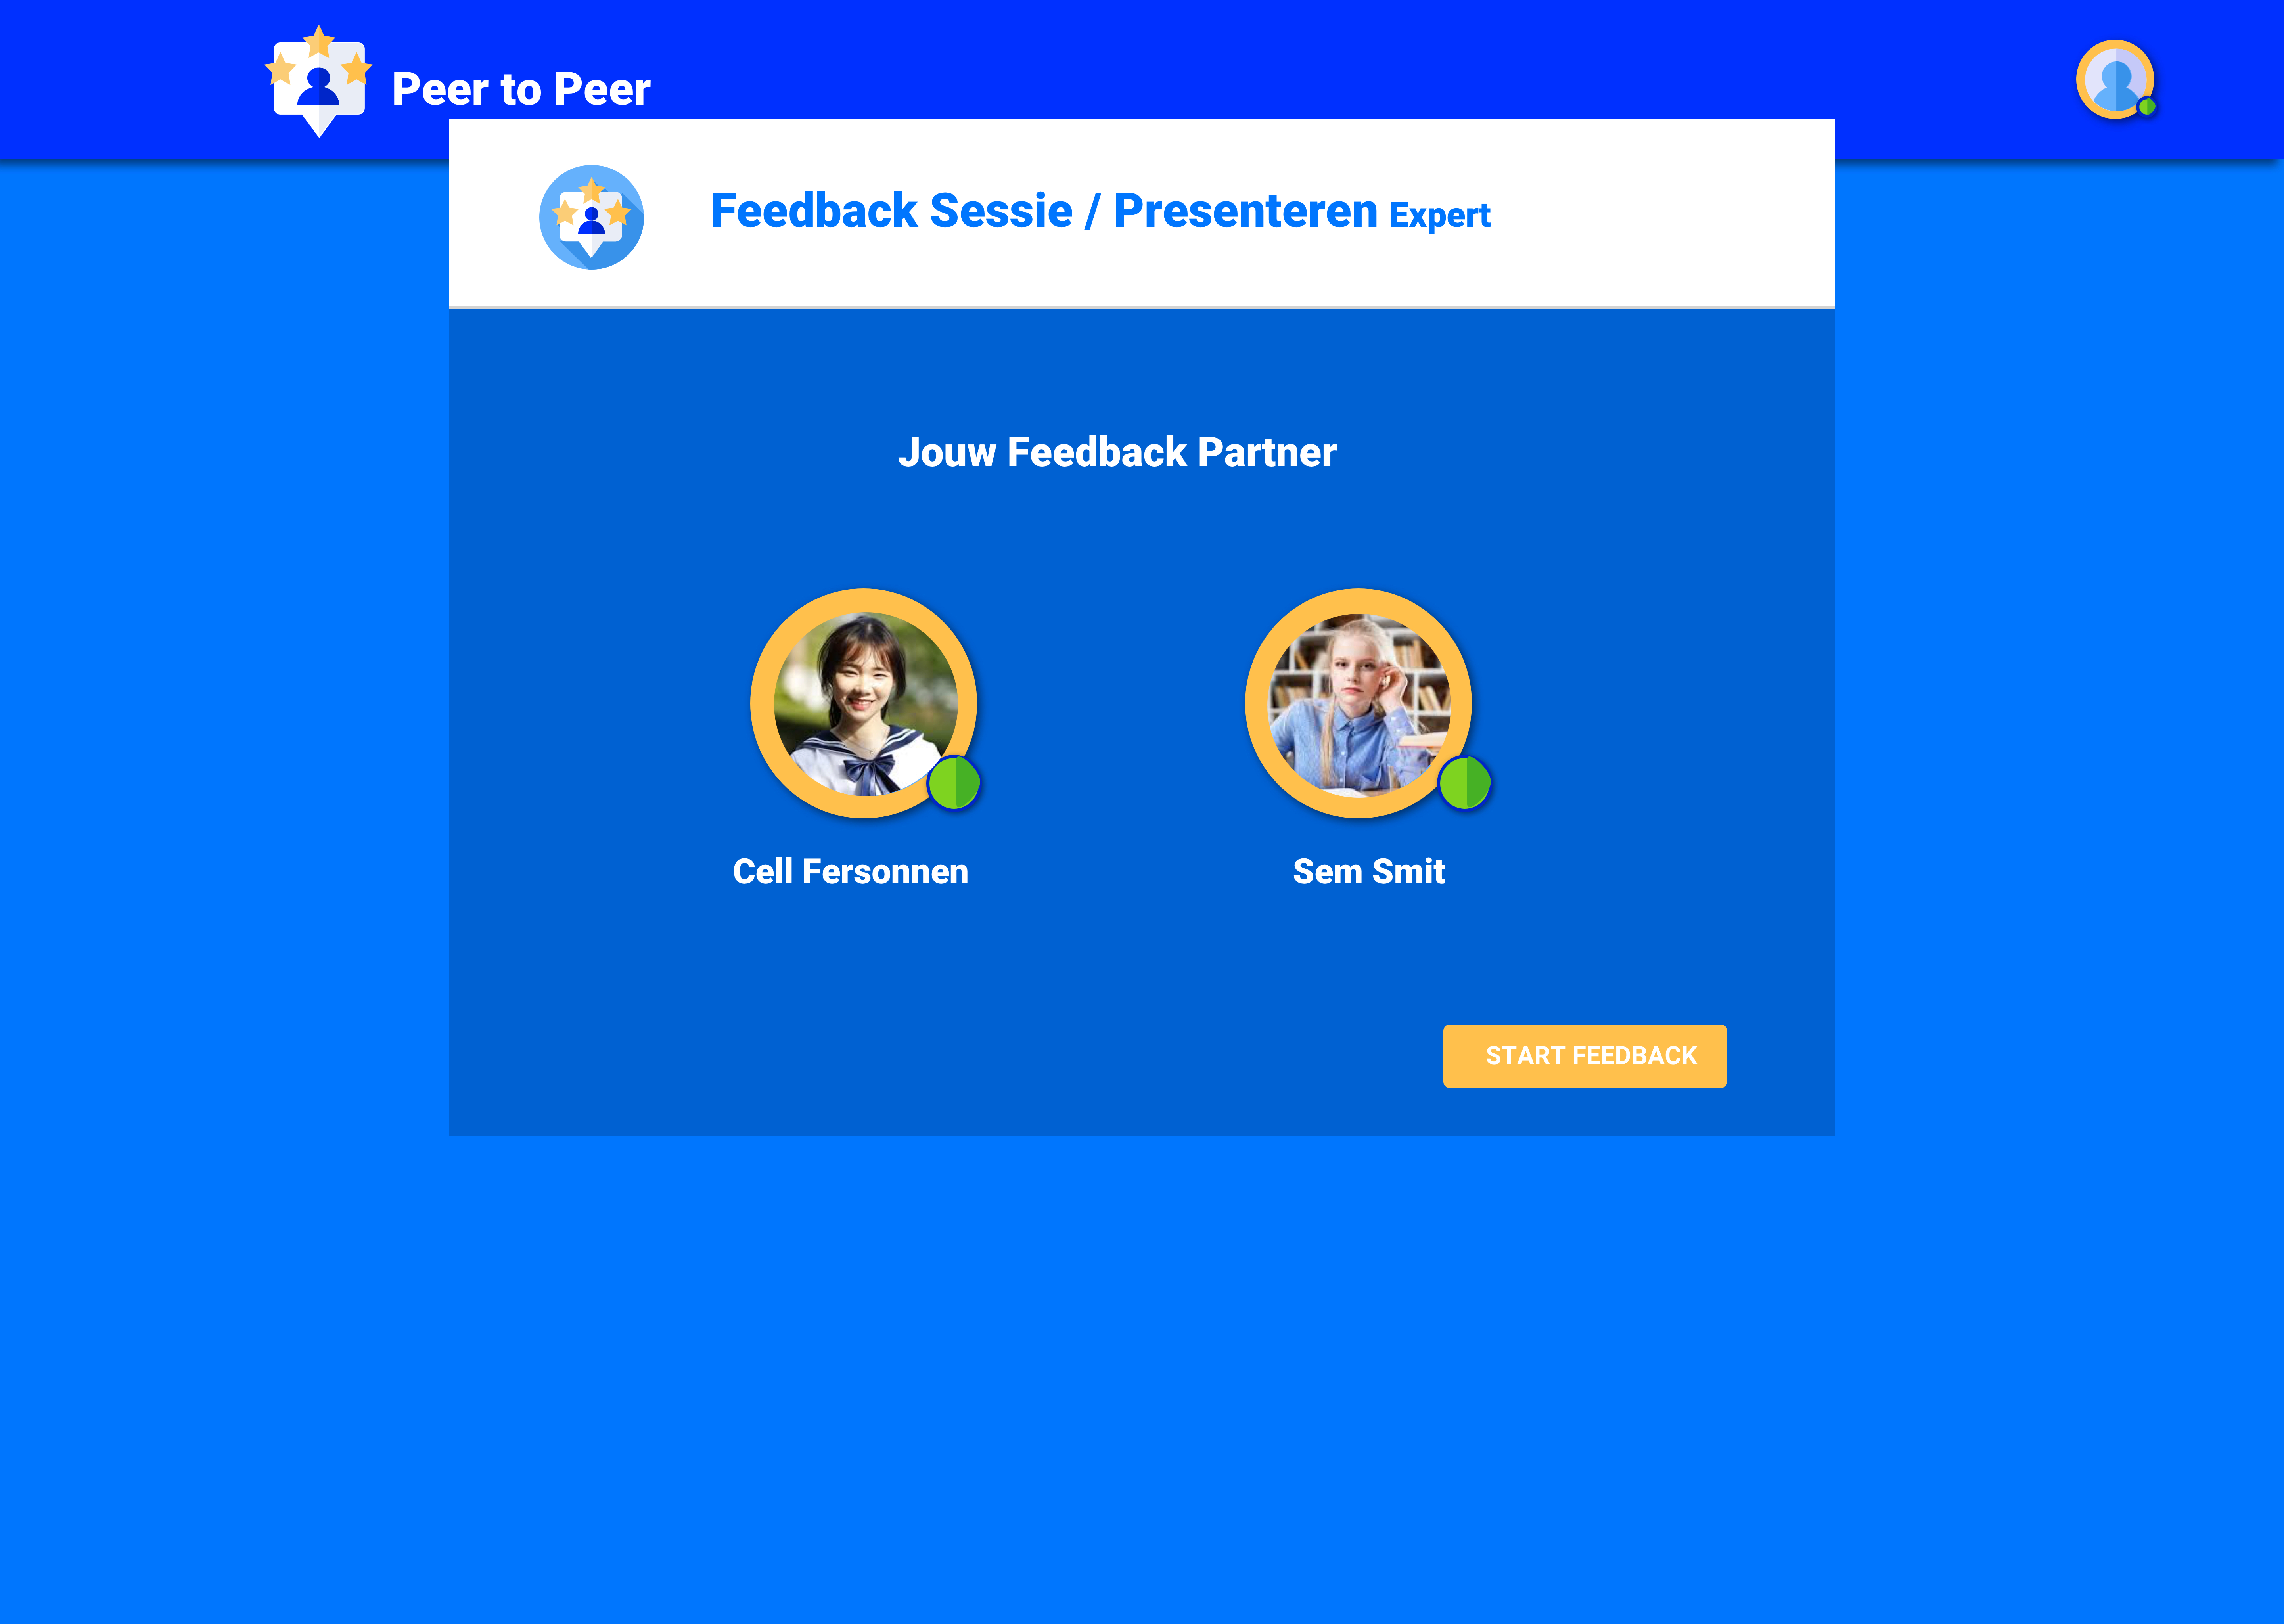 Peer to Peer
Feedback Sessie / Presenteren Expert
Jouw Feedback Partner
Cell Fersonnen
Sem Smit
START FEEDBACK